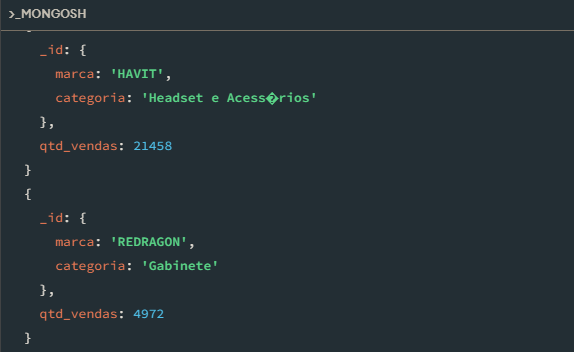 >_MONGOSH
_id: {
marca: 'HAVIT',
categoria: 'Headset e Acess�rios'
},
qtd_vendas: 21458
}
{
_id: {
marca: 'REDRAGON',
categoria: 'Gabinete'
},
qtd_vendas: 4972
}